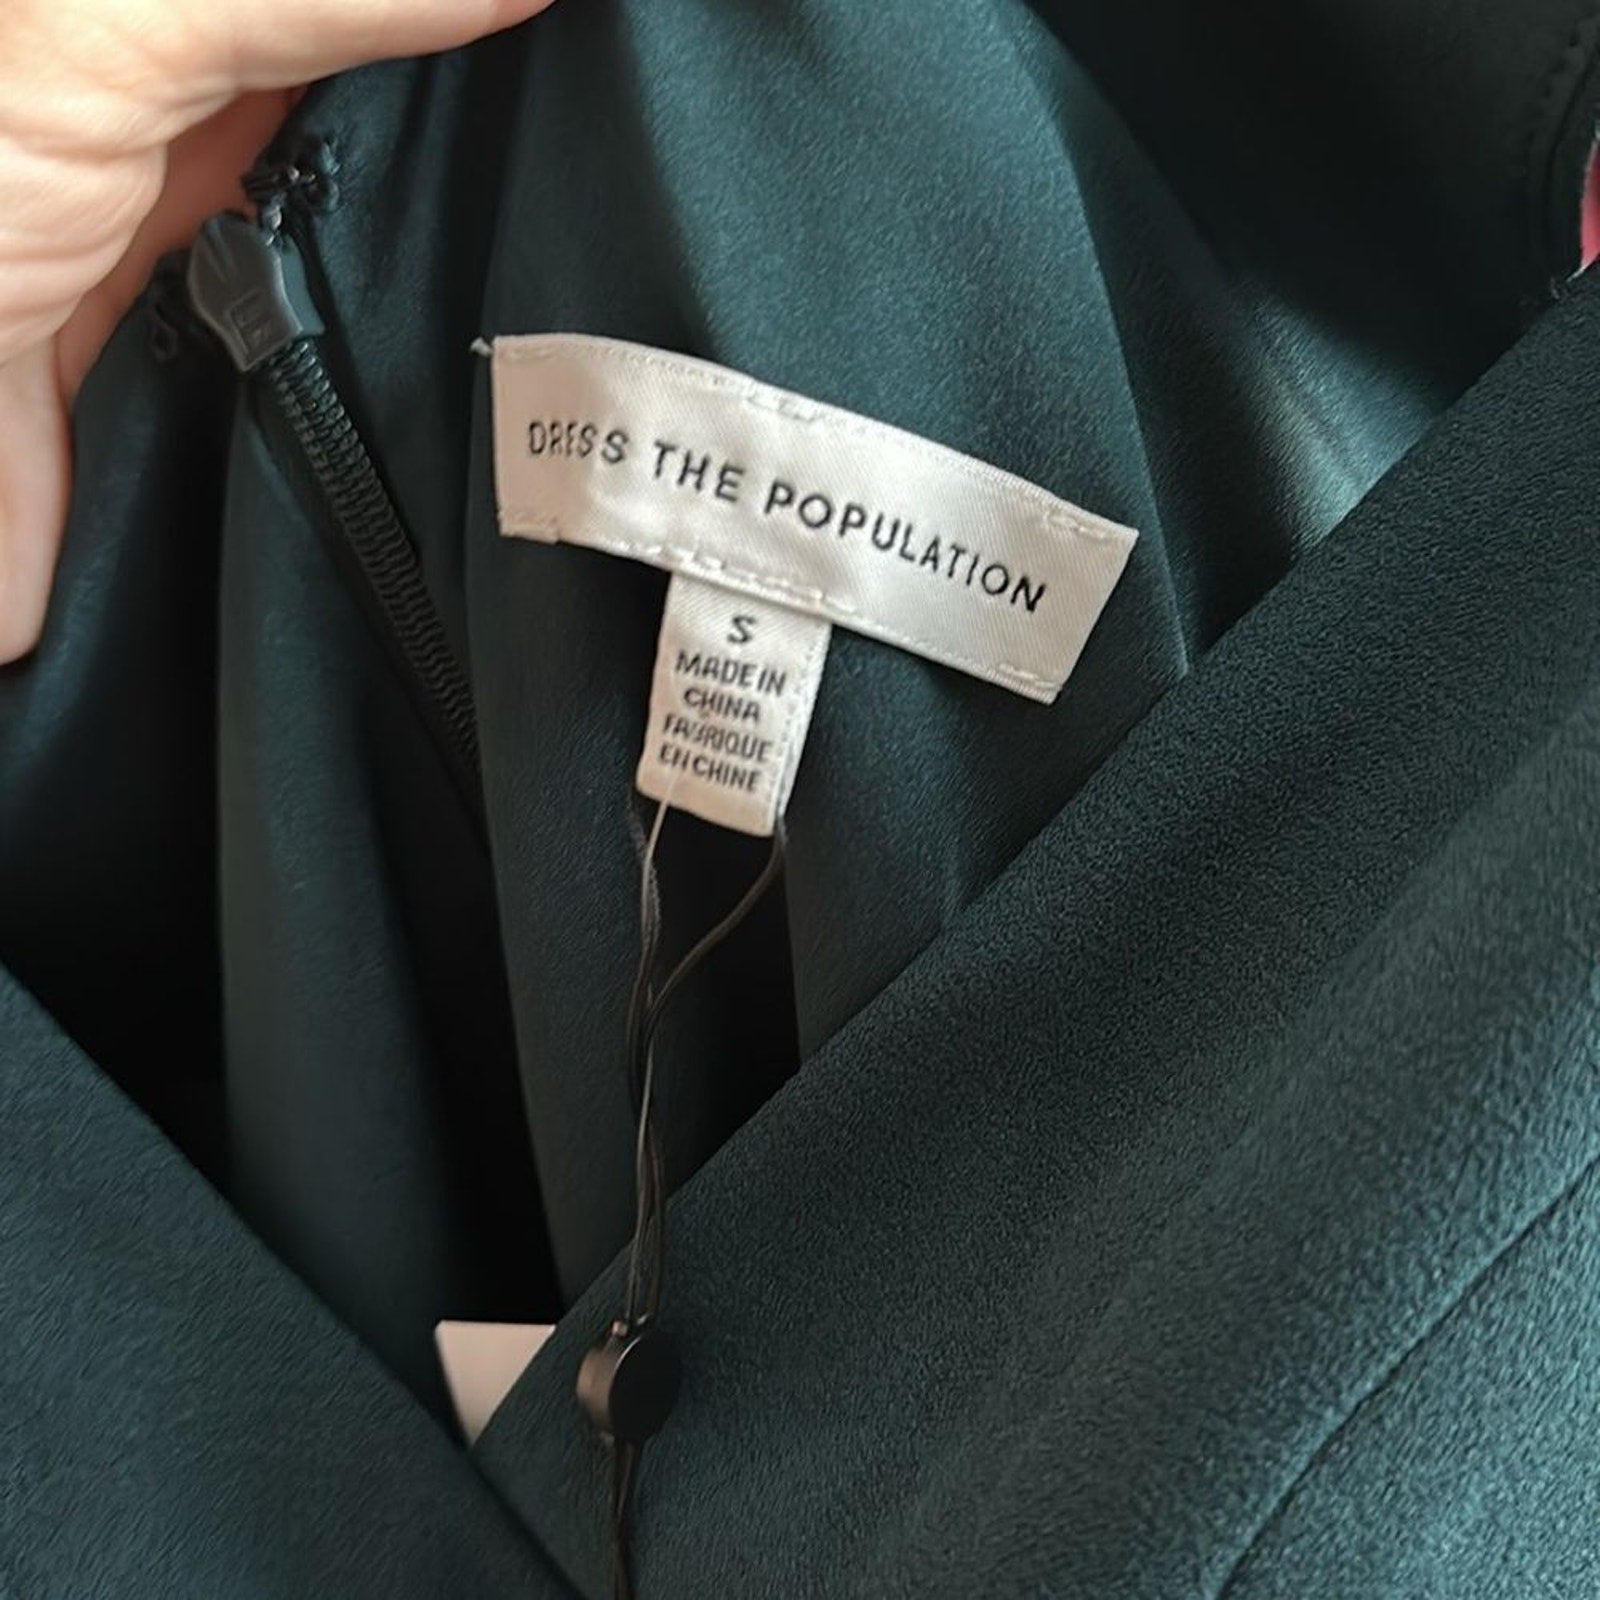 DRESS THE POPULATION
S
MADE IN
CHINA
FABRIQUE
EN CHINE